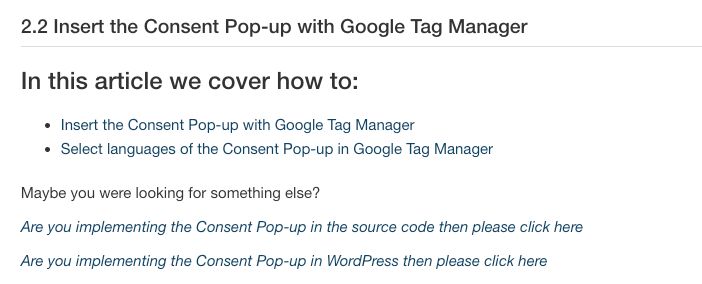 2.2 Insert the Consent Pop-up with Google Tag Manager
In this article we cover how to:
• Insert the Consent Pop-up with Google Tag Manager
• Select languages of the Consent Pop-up in Google Tag Manager
Maybe you were looking for something else?
Are you implementing the Consent Pop-up in the source code then please click here
Are you implementing the Consent Pop-up in WordPress then please click here